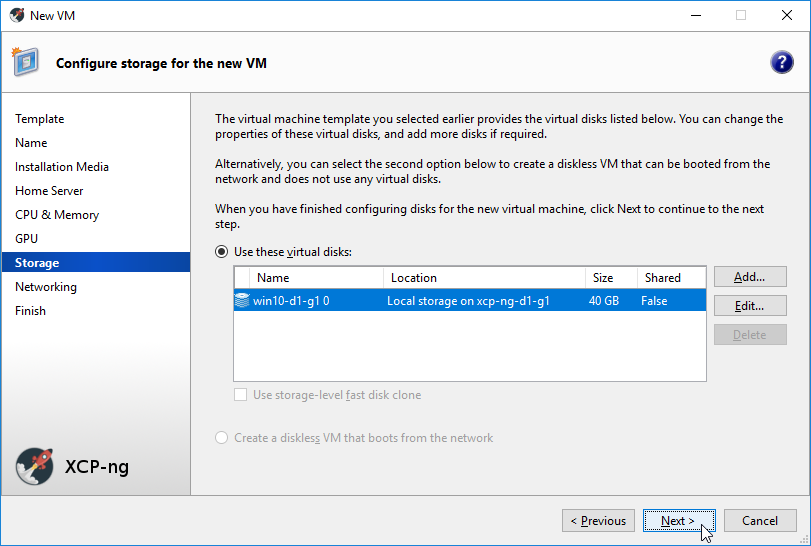 New VM
Configure storage for the new VM
?
Template
Name
Installation Media
Home Server
CPU & Memory
GPU
Storage
Networking
Finish
XCP-ng
The virtual machine template you selected earlier provides the virtual disks listed below. You can change the
properties of these virtual disks, and add more disks if required.
Alternatively, you can select the second option below to create a diskless VM that can be booted from the
network and does not use any virtual disks.
When you have finished configuring disks for the new virtual machine, click Next to continue to the next
step.
Use these virtual disks:
Name Location Size Shared
win10-d1-g1 0 Local storage on xcp-ng-d1-g1 40 GB False
Add...
Edit...
Delete
Use storage-level fast disk clone
Create a diskless VM that boots from the network
< Previous Next > Cancel